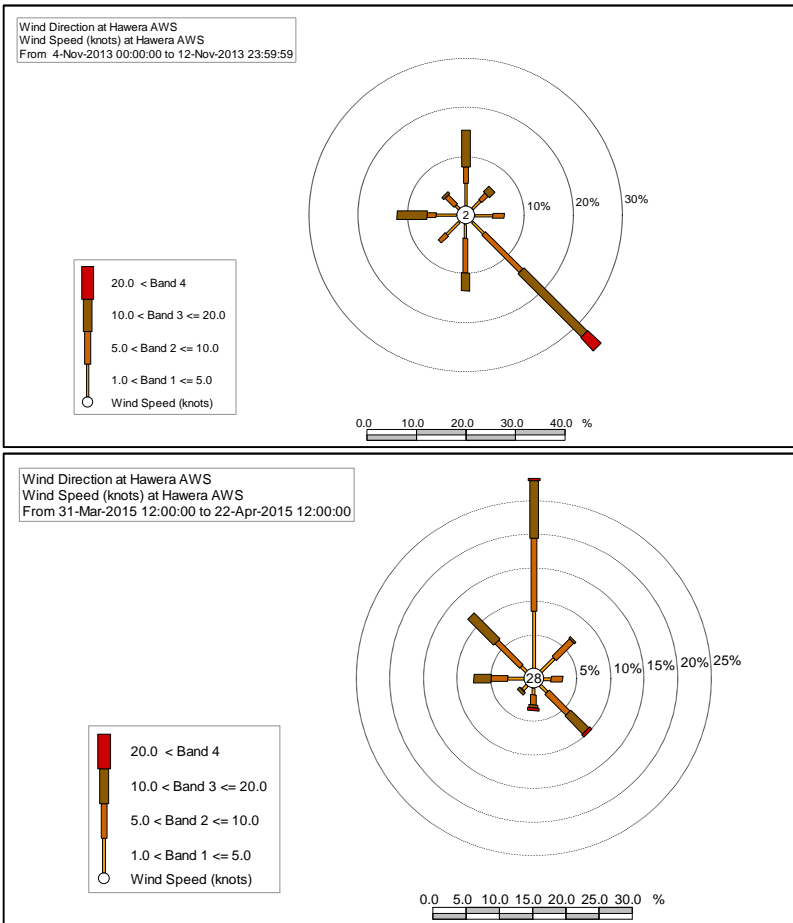 Wind Direction at Hawera AWS
Wind Speed (knots) at Hawera AWS
From 4-Nov-2013 00:00:00 to 12-Nov-2013 23:59:59
2
10%
20%
30%
20.0 < Band 4
10.0 < Band 3 <= 20.0
5.0 < Band 2 <= 10.0
1.0 < Band 1 <= 5.0
Wind Speed (knots)
0.0 10.0 20.0 30.0 40.0 %
Wind Direction at Hawera AWS
Wind Speed (knots) at Hawera AWS
From 31-Mar-2015 12:00:00 to 22-Apr-2015 12:00:00
28
5%
10%
15%
20%
25%
20.0 < Band 4
10.0 < Band 3 <= 20.0
5.0 < Band 2 <= 10.0
1.0 < Band 1 <= 5.0
Wind Speed (knots)
0.0 5.0 10.0 15.0 20.0 25.0 30.0 %